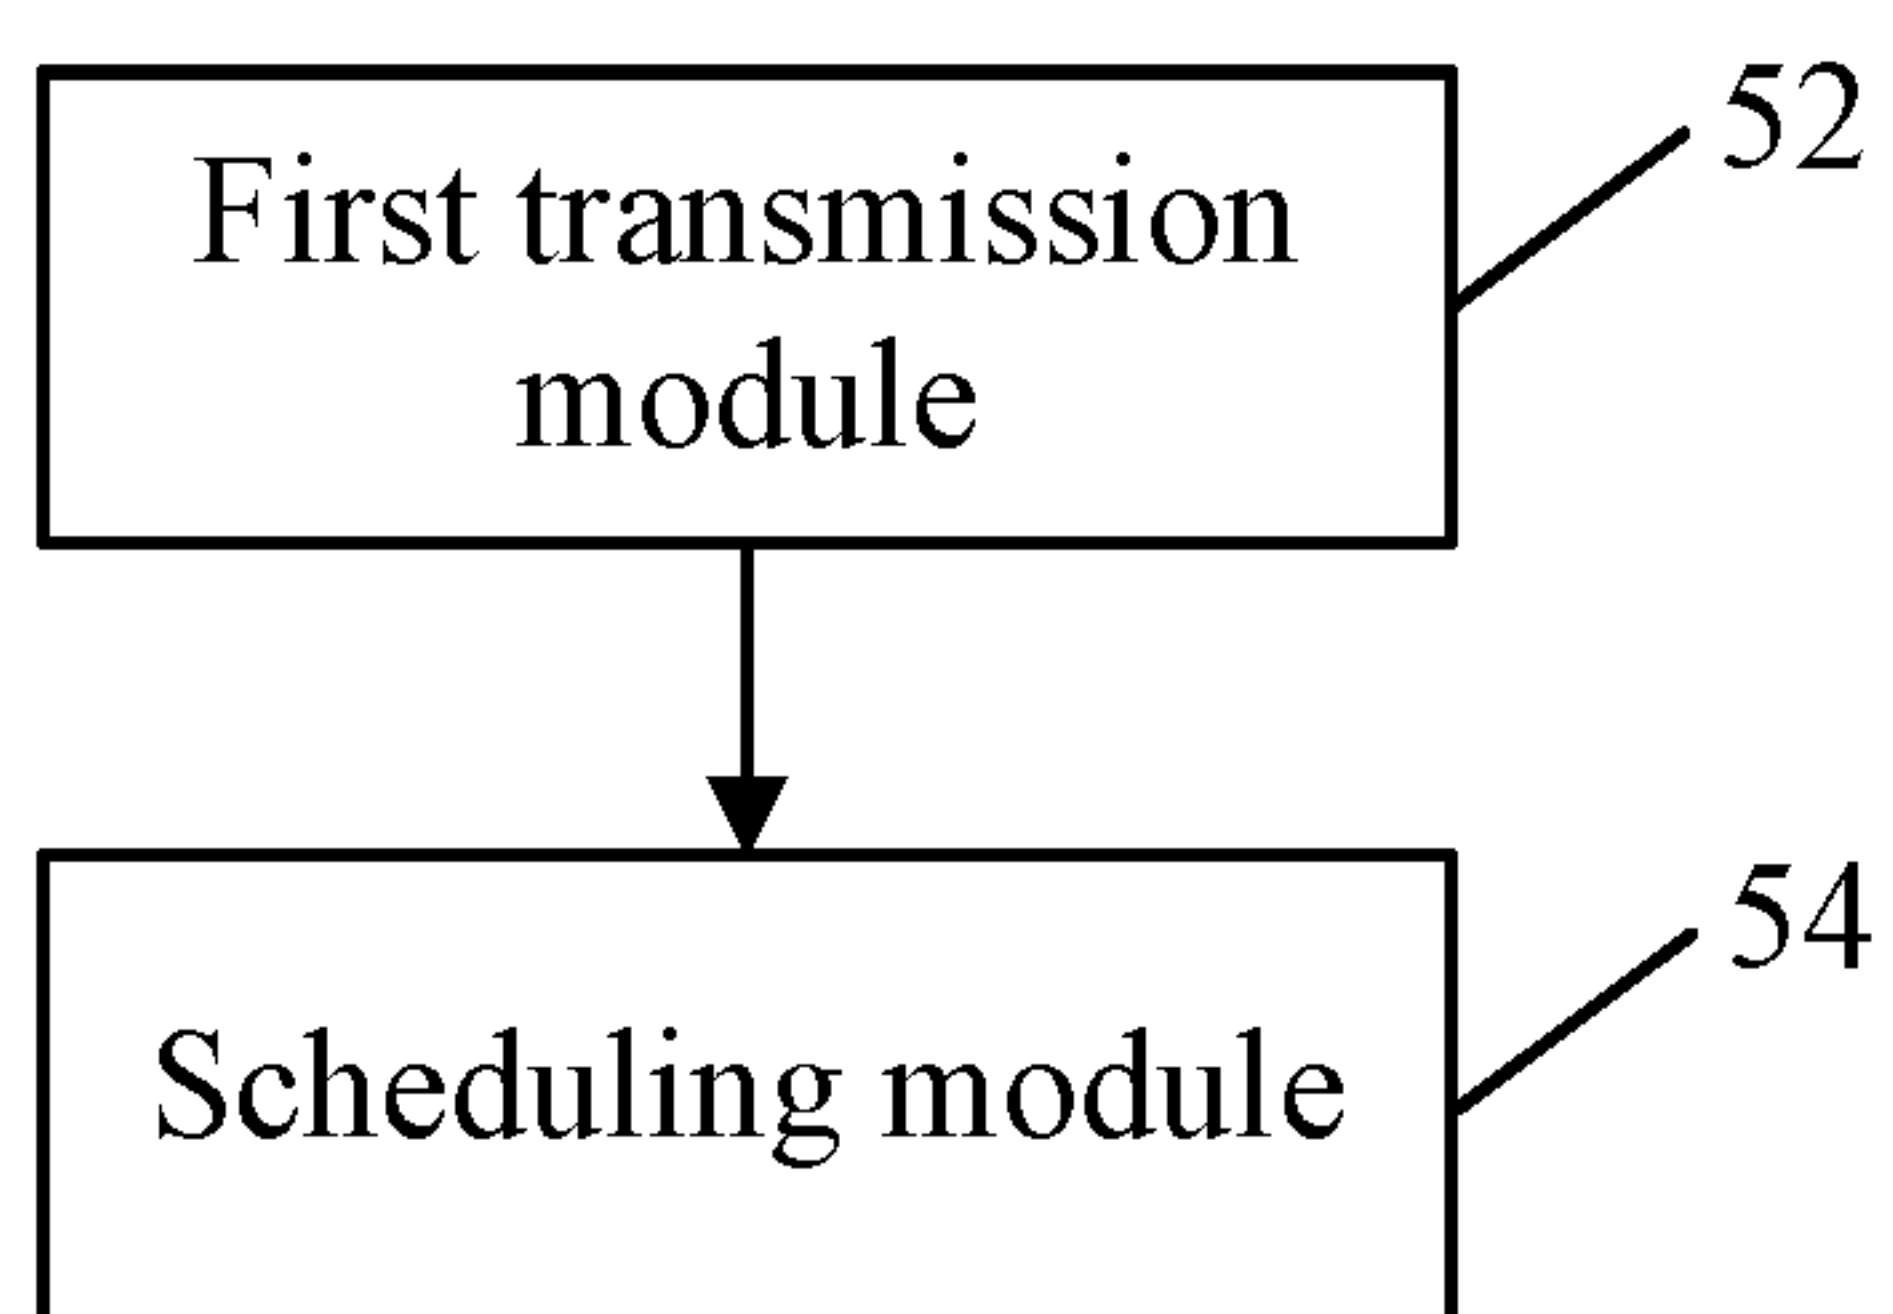 52
First transmission
module
54
Scheduling module